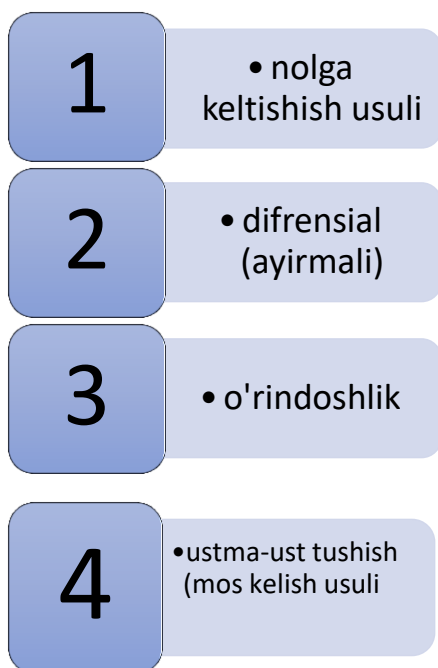 1
• nolga
keltishish usuli
2
• difrensial
(ayirmali)
3
• o'rindoshlik
4
•ustma-ust tushish
(mos kelish usuli